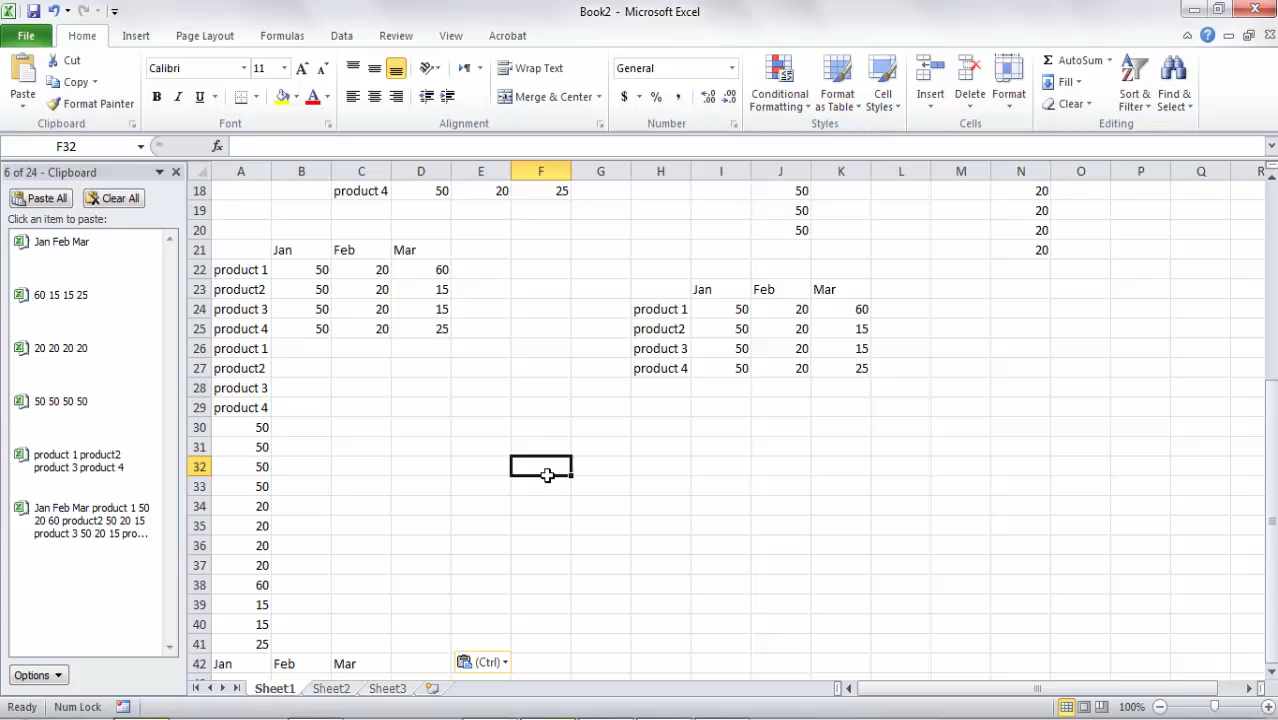 Book2 - Microsoft Excel
File Home Insert Page Layout Formulas Data Review View Acrobat
Paste
Cut
Copy
Format Painter
Clipboard
Calibri 11
B I U
Font
Wrap Text
Merge & Center
Alignment
General
$ % ,
Number
Conditional Formatting
Format as Table
Cell Styles
Styles
Insert Delete Format
Cells
AutoSum
Fill
Clear
Sort & Filter
Find & Select
Editing
F32 fx
6 of 24 - Clipboard
Paste All Clear All
Click an item to paste:
Jan Feb Mar
60 15 15 25
20 20 20 20
50 50 50 50
product 1 product2
product 3 product 4
Jan Feb Mar product 1 50
20 60 product2 50 20 15
product 3 50 20 15 pro...
Options
A B C D E F G H I J K L M N O P Q R
18 product 4 50 20 25 50 20
19 50 20
20 50 20
21 Jan Feb Mar 20
22 product 1 50 20 60
23 product2 50 20 15 Jan Feb Mar
24 product 3 50 20 15 product 1 50 20 60
25 product 4 50 20 25 product2 50 20 15
26 product 1 product 3 50 20 15
27 product2 product 4 50 20 25
28 product 3
29 product 4
30 50
31 50
32 50
33 50
34 20
35 20
36 20
37 20
38 60
39 15
40 15
41 25
42 Jan Feb Mar (Ctrl)
Sheet1 Sheet2 Sheet3
Ready Num Lock 100%